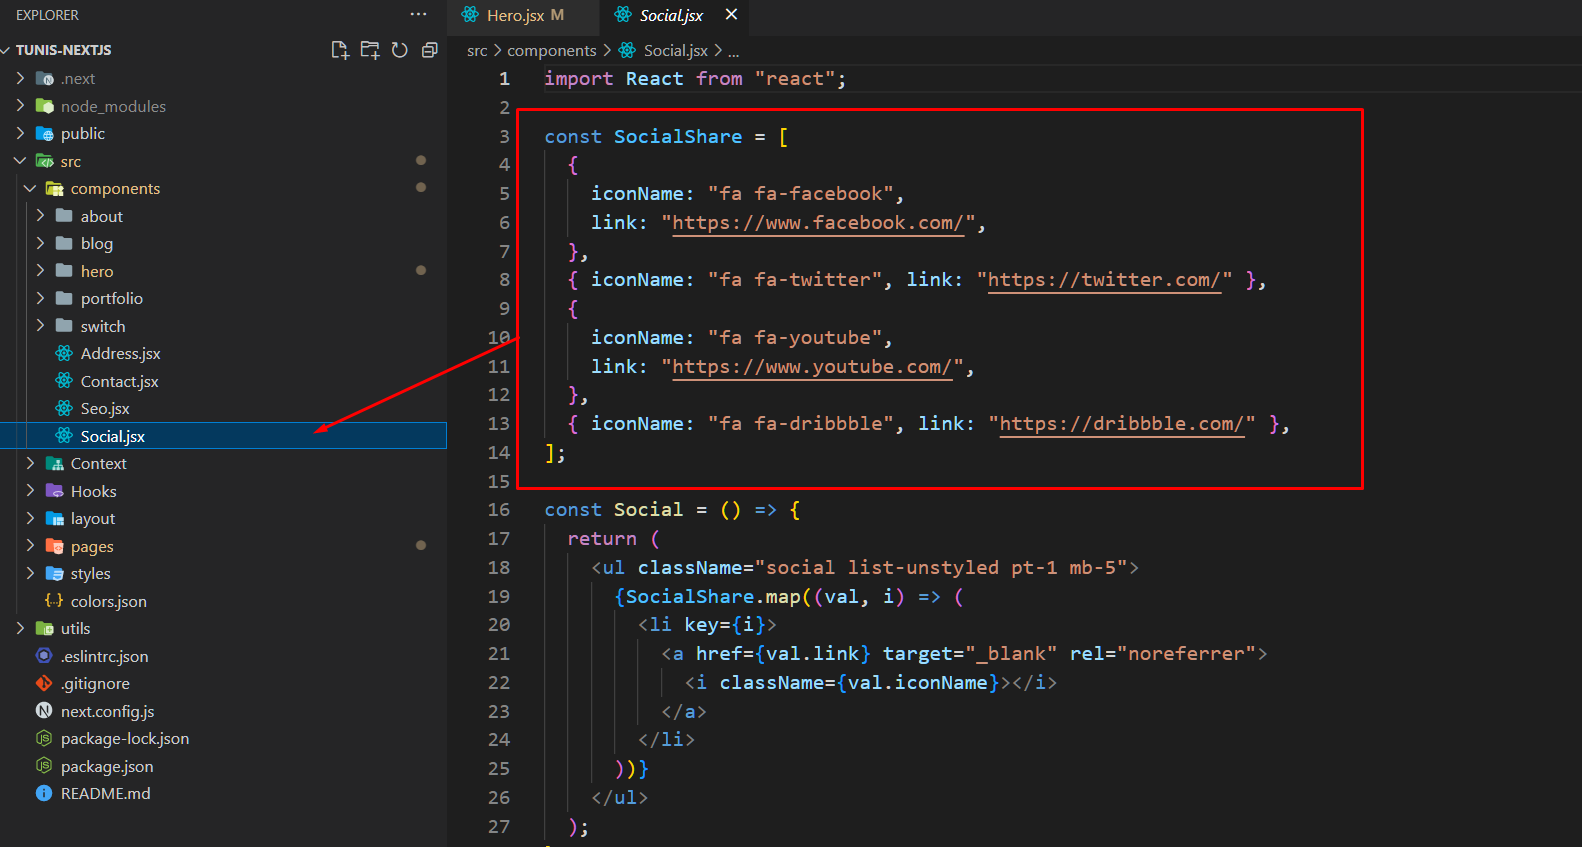 EXPLORER
TUNIS-NEXTJS
.next
node_modules
public
src
components
about
blog
hero
portfolio
switch
Address.jsx
Contact.jsx
Seo.jsx
Social.jsx
Context
Hooks
layout
pages
styles
colors.json
utils
.eslintrc.json
.gitignore
next.config.js
package-lock.json
package.json
README.md
Hero.jsx M
Social.jsx
src > components > Social.jsx > ...
1 import React from "react";
2
3 const SocialShare = [
4 {
5 iconName: "fa fa-facebook",
6 link: "https://www.facebook.com/",
7 },
8 { iconName: "fa fa-twitter", link: "https://twitter.com/" },
9 {
10 iconName: "fa fa-youtube",
11 link: "https://www.youtube.com/",
12 },
13 { iconName: "fa fa-dribbble", link: "https://dribbble.com/" },
14 ];
15
16 const Social = () => {
17 return (
18 <ul className="social list-unstyled pt-1 mb-5">
19 {SocialShare.map((val, i) => (
20 <li key={i}>
21 <a href={val.link} target="_blank" rel="noreferrer">
22 <i className={val.iconName}></i>
23 </a>
24 </li>
25 ))}
26 </ul>
27 );